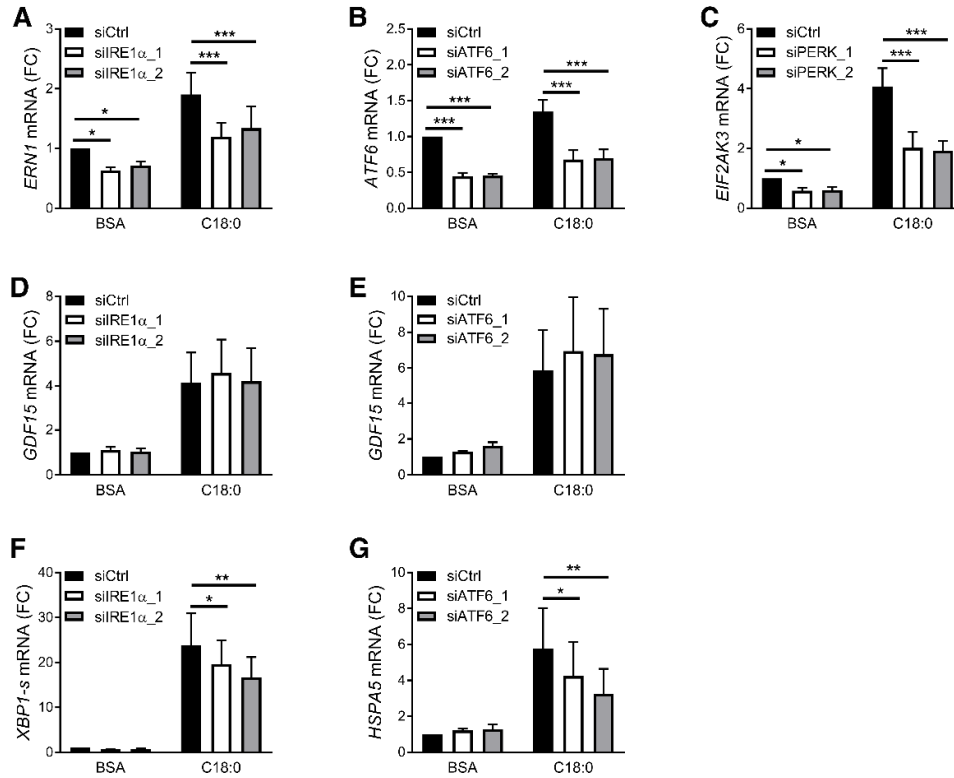 A
ERN1 mRNA (FC)
3
2
1
0
siCtrl
siIRE1α_1
siIRE1α_2
*
*
***
***
BSA
C18:0
B
ATF6 mRNA (FC)
2.5
2.0
1.5
1.0
0.5
0.0
siCtrl
siATF6_1
siATF6_2
***
***
***
***
BSA
C18:0
C
EIF2AK3 mRNA (FC)
6
4
2
0
siCtrl
siPERK_1
siPERK_2
*
*
***
***
BSA
C18:0
D
GDF15 mRNA (FC)
8
6
4
2
0
siCtrl
siIRE1α_1
siIRE1α_2
BSA
C18:0
E
GDF15 mRNA (FC)
10
8
6
4
2
0
siCtrl
siATF6_1
siATF6_2
BSA
C18:0
F
XBP1-s mRNA (FC)
40
30
20
10
0
siCtrl
siIRE1α_1
siIRE1α_2
**
*
BSA
C18:0
G
HSPA5 mRNA (FC)
10
8
6
4
2
0
siCtrl
siATF6_1
siATF6_2
**
*
BSA
C18:0